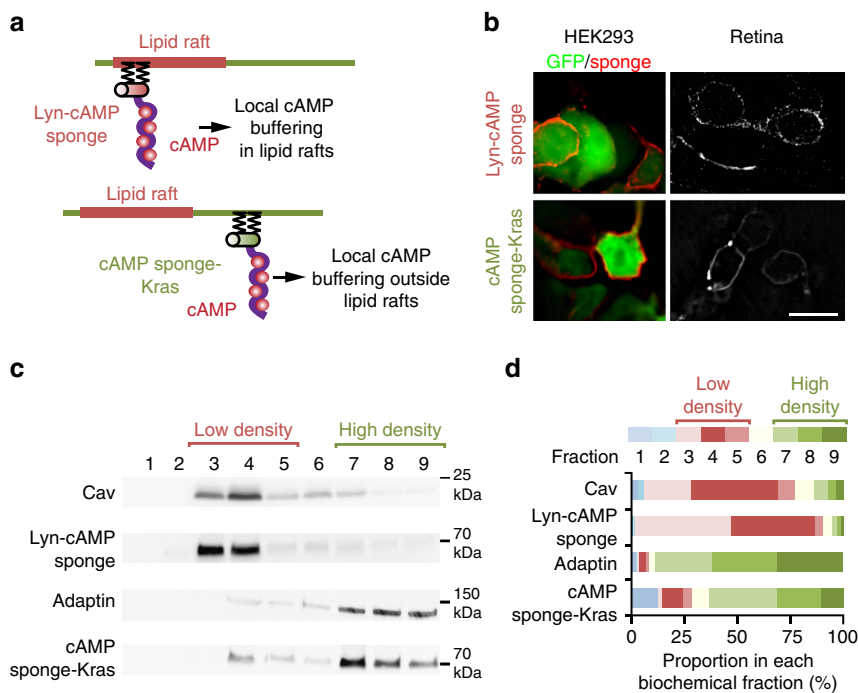 a
Lipid raft
Lyn-cAMP
sponge
cAMP
Local cAMP
buffering
in lipid rafts
Lipid raft
cAMP sponge-
Kras
cAMP
Local cAMP
buffering outside
lipid rafts
b
HEK293
Retina
GFP/sponge
Lyn-cAMP
sponge
cAMP
sponge-Kras
c
Low density
High density
1 2 3 4 5 6 7 8 9
Cav
25
kDa
Lyn-cAMP
sponge
70
kDa
Adaptin
150
kDa
cAMP
sponge-Kras
70
kDa
d
Low
density
High
density
1 2 3 4 5 6 7 8 9
Fraction
Cav
Lyn-cAMP
sponge
Adaptin
cAMP
sponge-Kras
0 25 50 75 100
Proportion in each
biochemical fraction (%)